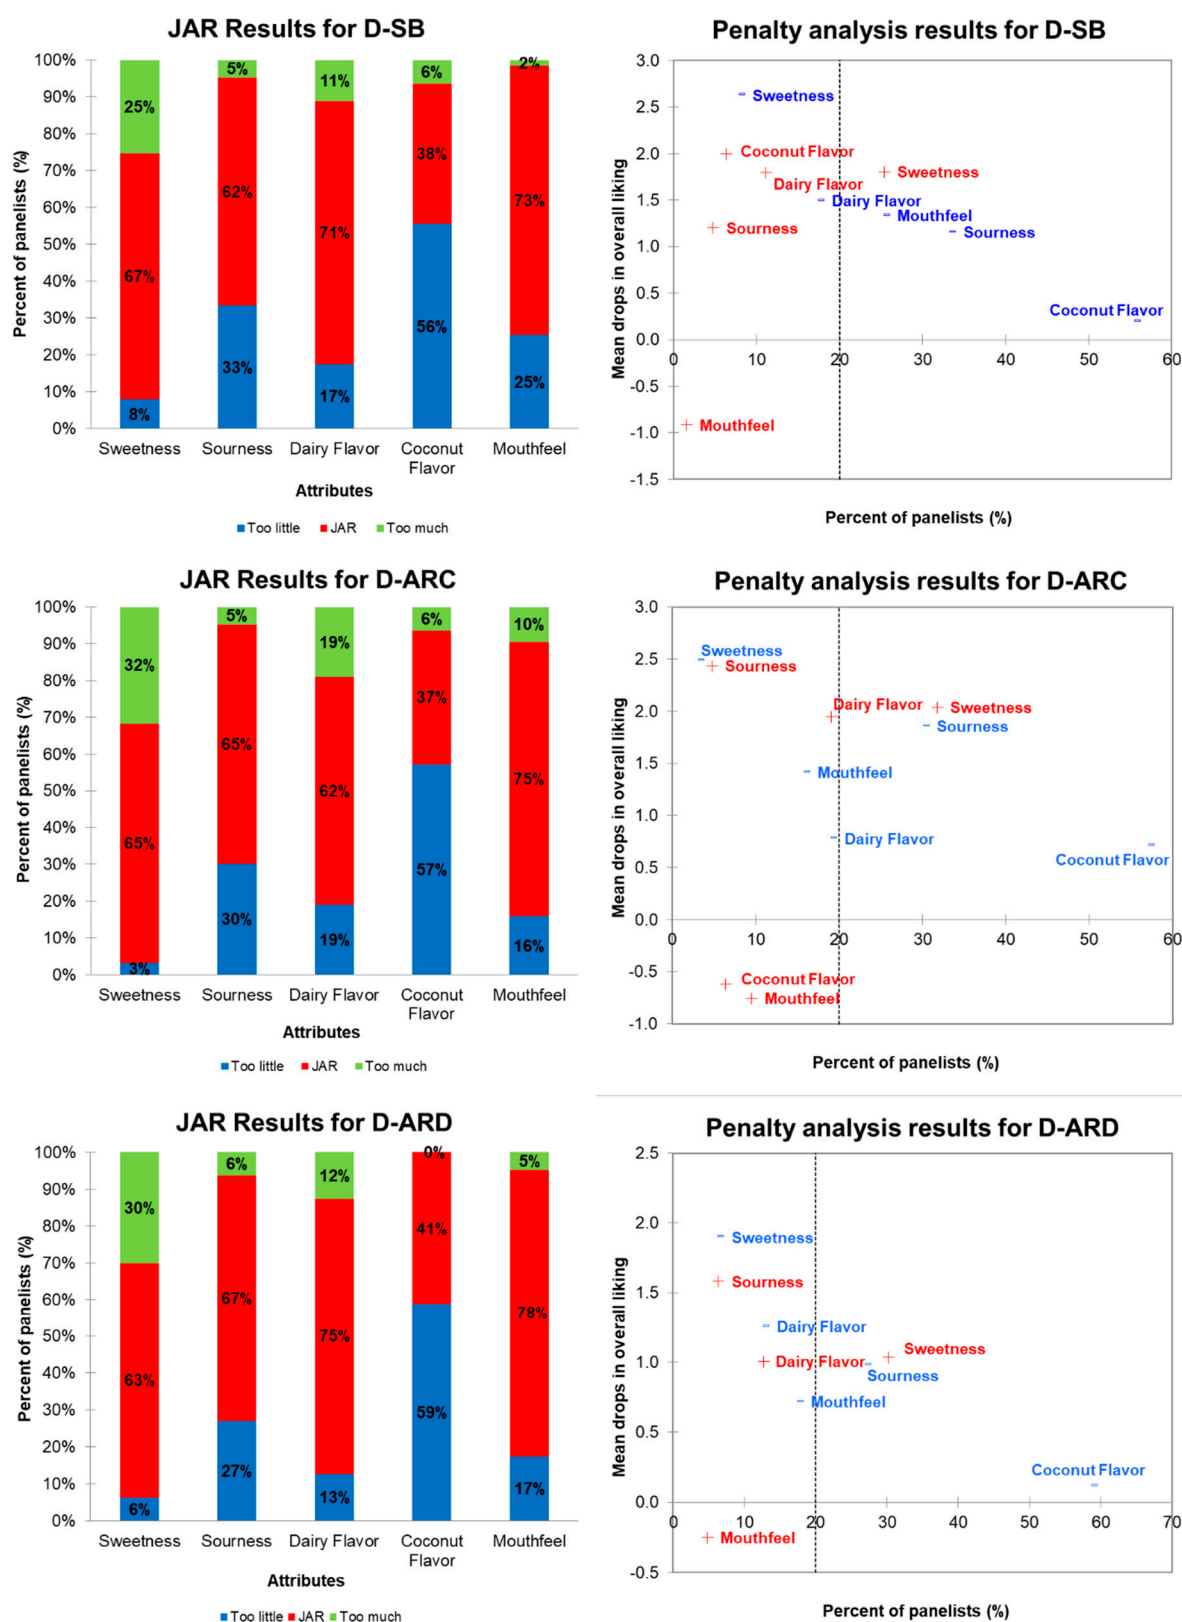 JAR Results for D-SB
100%
90%
80%
70%
60%
50%
40%
30%
20%
10%
0%
Percent of panelists (%)
25%
67%
8%
5%
62%
33%
11%
71%
17%
6%
38%
56%
2%
73%
25%
Sweetness
Sourness
Dairy Flavor
Coconut
Flavor
Mouthfeel
Attributes
Too little
JAR
Too much
Penalty analysis results for D-SB
3.0
2.5
2.0
1.5
1.0
0.5
0.0
-0.5
-1.0
-1.5
Mean drops in overall liking
Sweetness
Coconut Flavor
Dairy Flavor
Sweetness
Dairy Flavor
Mouthfeel
Sourness
Sourness
Coconut Flavor
Mouthfeel
0
10
20
30
40
50
60
Percent of panelists (%)
JAR Results for D-ARC
100%
90%
80%
70%
60%
50%
40%
30%
20%
10%
0%
Percent of panelists (%)
32%
65%
3%
5%
65%
30%
19%
62%
19%
6%
37%
57%
10%
75%
16%
Sweetness
Sourness
Dairy Flavor
Coconut
Flavor
Mouthfeel
Attributes
Too little
JAR
Too much
Penalty analysis results for D-ARC
3.0
2.5
2.0
1.5
1.0
0.5
0.0
-0.5
-1.0
Mean drops in overall liking
Sweetness
Sourness
Dairy Flavor
Sweetness
Sourness
Mouthfeel
Dairy Flavor
Coconut Flavor
Coconut Flavor
Mouthfeel
0
10
20
30
40
50
60
Percent of panelists (%)
JAR Results for D-ARD
100%
90%
80%
70%
60%
50%
40%
30%
20%
10%
0%
Percent of panelists (%)
30%
63%
6%
6%
67%
27%
12%
75%
13%
0%
41%
59%
5%
78%
17%
Sweetness
Sourness
Dairy Flavor
Coconut
Flavor
Mouthfeel
Attributes
Too little
JAR
Too much
Penalty analysis results for D-ARD
2.5
2.0
1.5
1.0
0.5
0.0
-0.5
Mean drops in overall liking
Sweetness
Sourness
Dairy Flavor
Dairy Flavor
Sweetness
Sourness
Mouthfeel
Coconut Flavor
Mouthfeel
0
10
20
30
40
50
60
70
Percent of panelists (%)